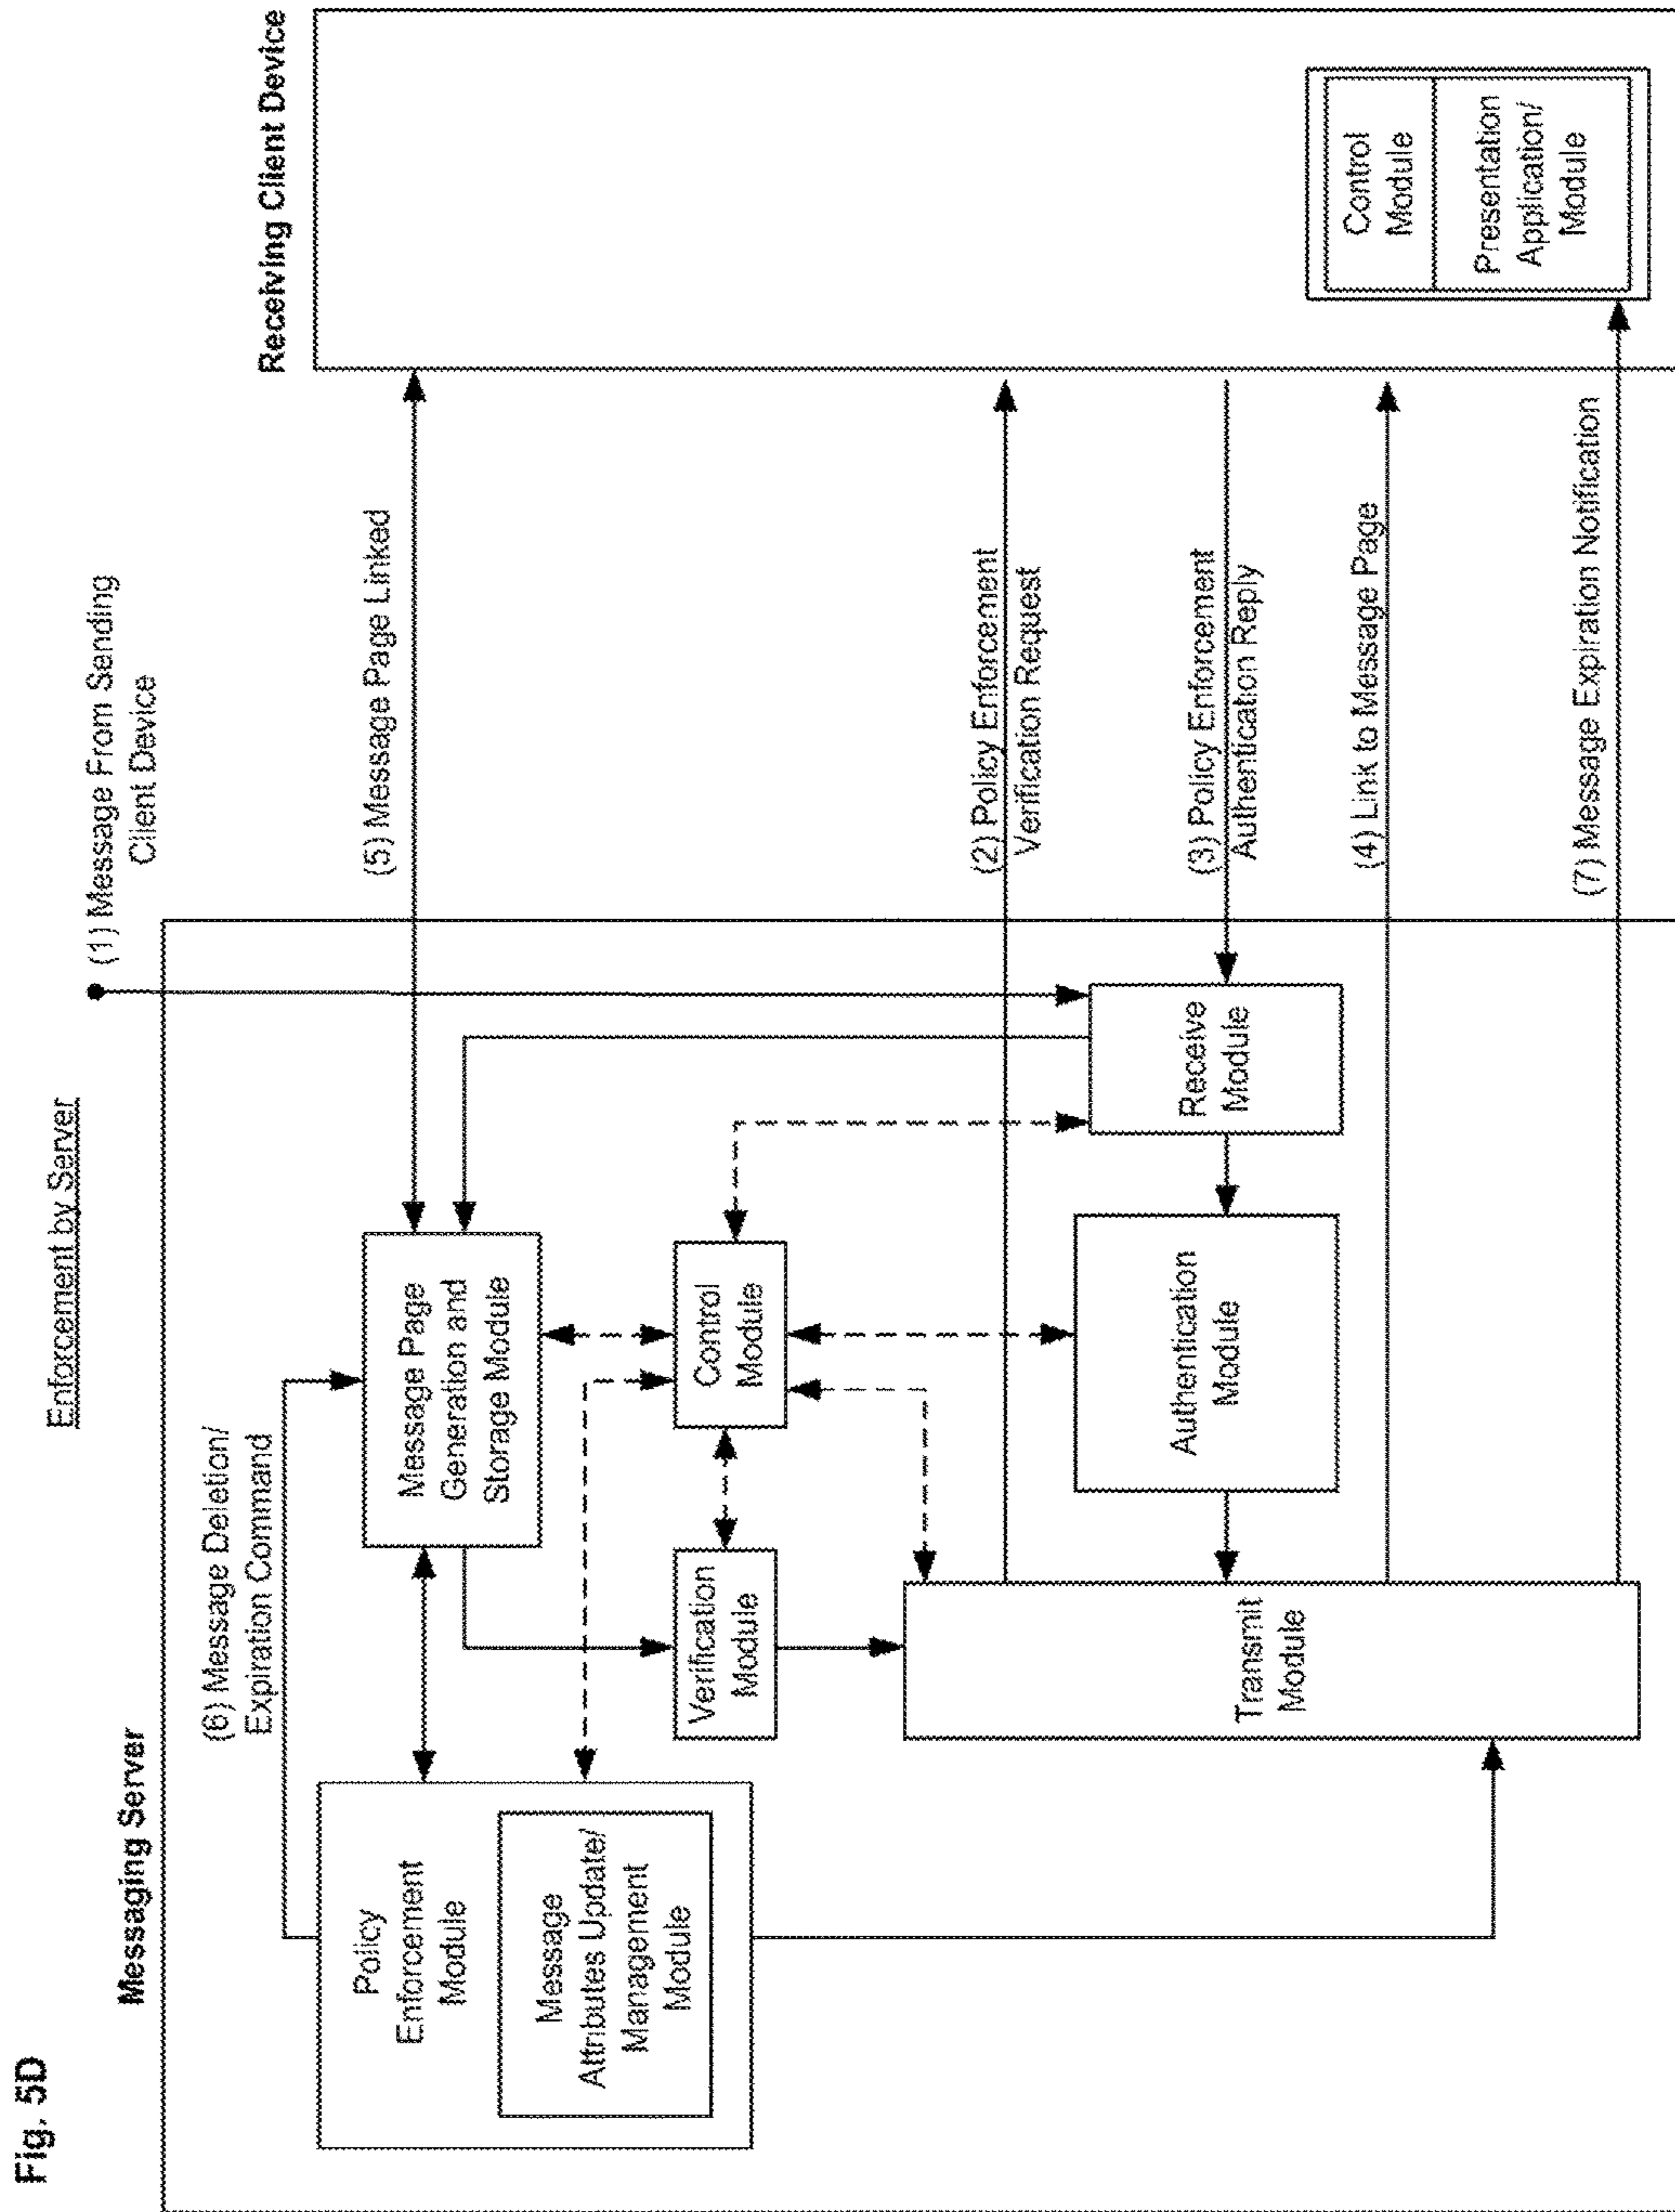 Fig. 5D
Enforcement by Server
Messaging Server
Receiving Client Device
(1) Message From Sending
Client Device
(6) Message Deletion/
Expiration Command
(5) Message Page Linked
Policy
Enforcement
Module
Message
Attributes Update/
Management
Module
Message Page
Generation and
Storage Module
Verification
Module
Control
Module
(2) Policy Enforcement
Verification Request
Authentication
Module
Receive
Module
(3) Policy Enforcement
Authentication Reply
Transmit
Module
(4) Link to Message Page
(7) Message Expiration Notification
Control
Module
Presentation
Application/
Module